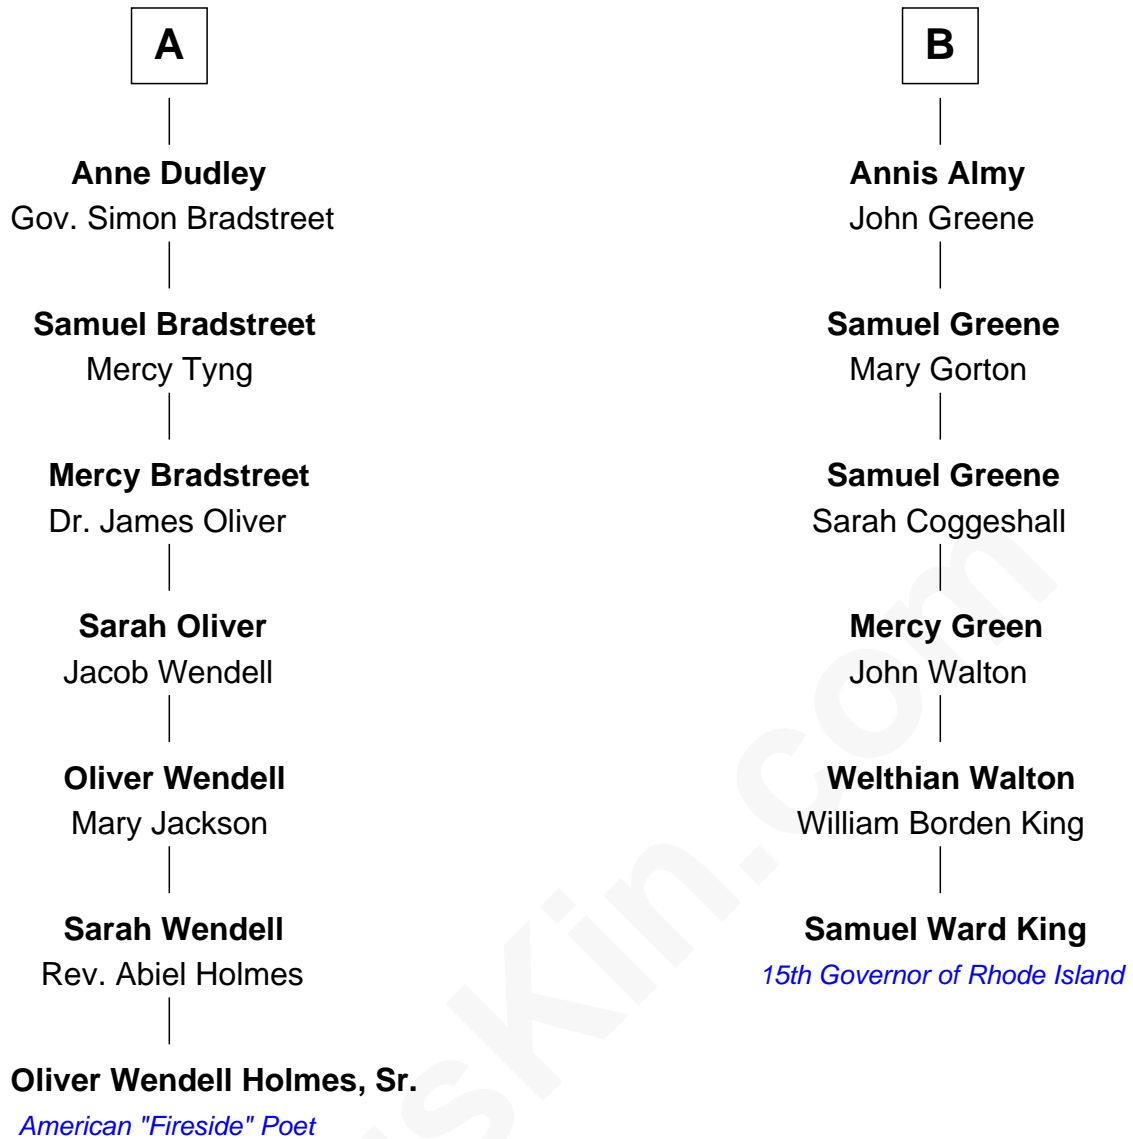 A
Anne Dudley
Gov. Simon Bradstreet
Samuel Bradstreet
Mercy Tyng
Mercy Bradstreet
Dr. James Oliver
Sarah Oliver
Jacob Wendell
Oliver Wendell
Mary Jackson
Sarah Wendell
Rev. Abiel Holmes
Oliver Wendell Holmes, Sr.
American "Fireside" Poet
B
Annis Almy
John Greene
Samuel Greene
Mary Gorton
Samuel Greene
Sarah Coggeshall
Mercy Green
John Walton
Welthian Walton
William Borden King
Samuel Ward King
15th Governor of Rhode Island